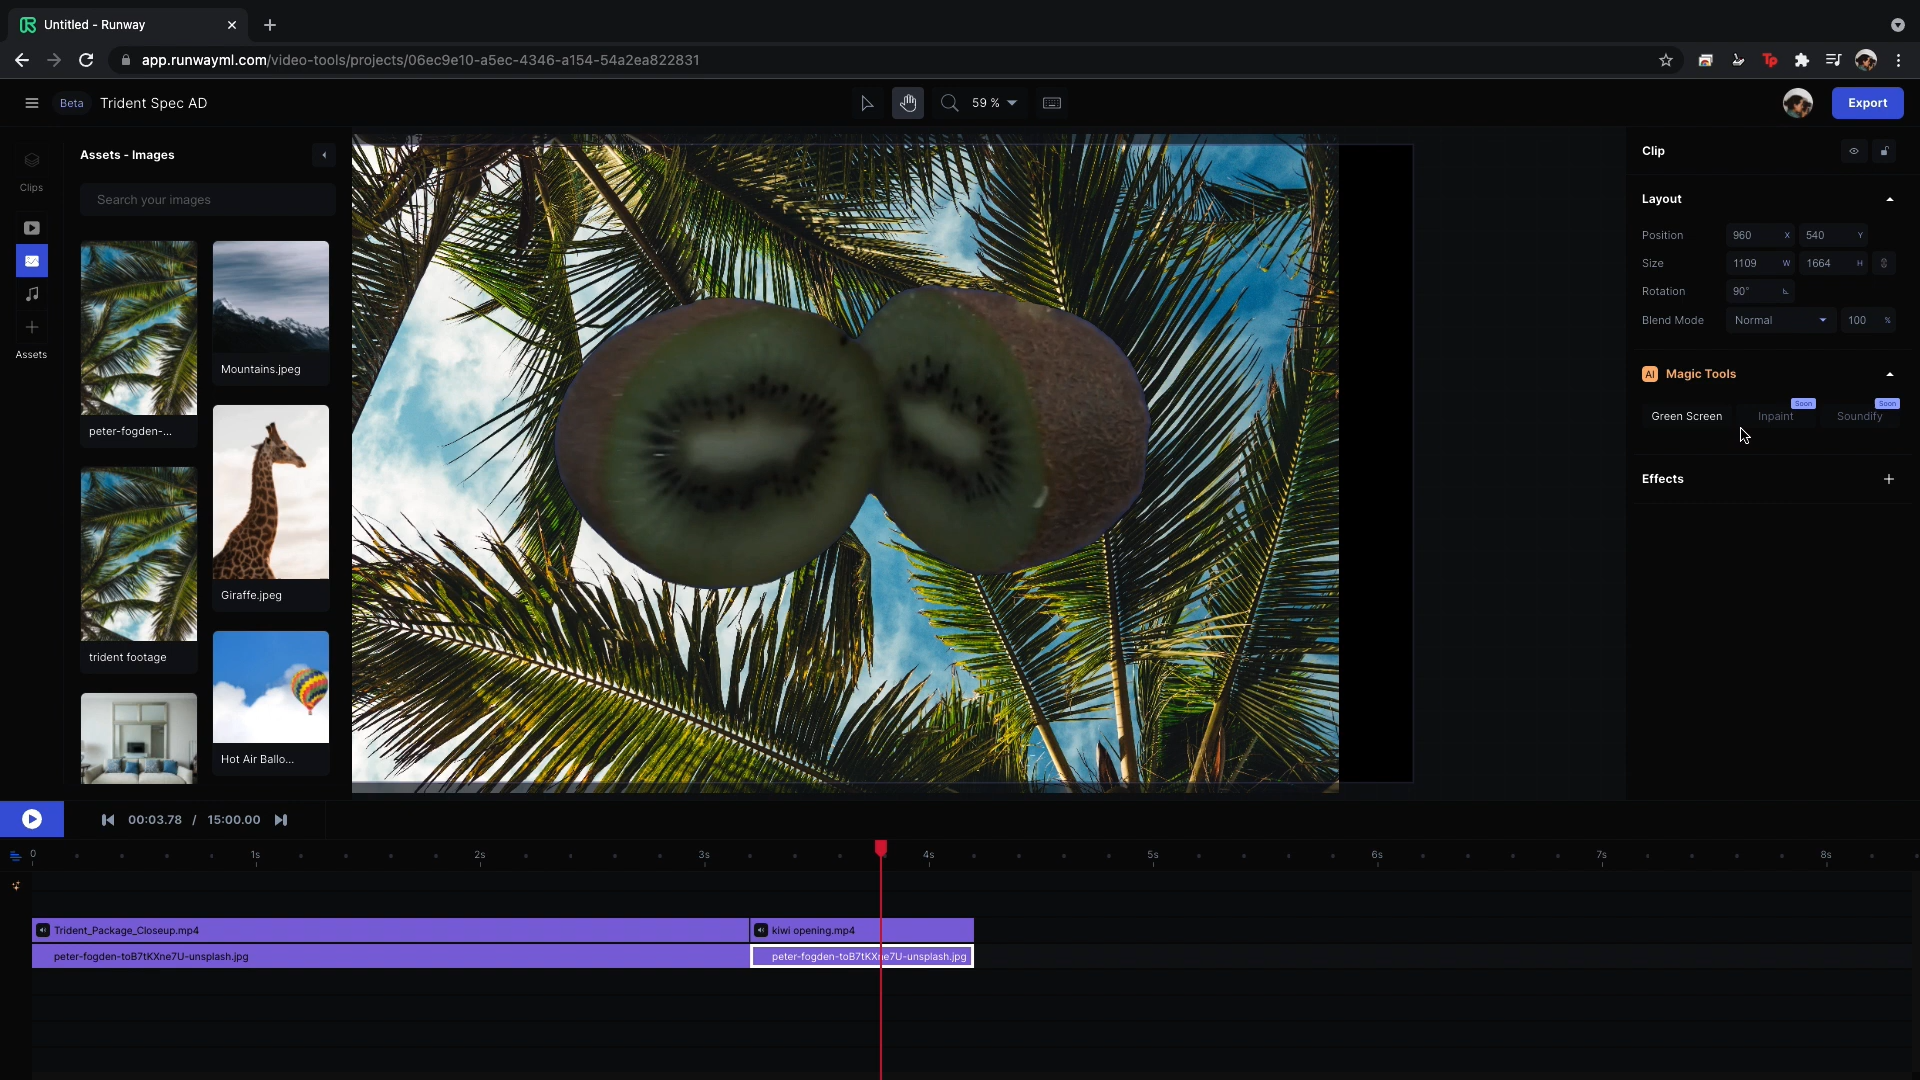 Untitled - Runway
app.runwayml.com/video-tools/projects/06ec9e10-a5ec-4346-a154-54a2ea822831
Tp
Beta
Trident Spec AD
59 %
Export
Clips
Assets
Assets - Images
Search your images
peter-fogden-...
Mountains.jpeg
trident footage
Giraffe.jpeg
Hot Air Ballo...
Clip
Layout
Position 960 X 540 Y
Size 1109 W 1664 H
Rotation 90°
Blend Mode Normal 100 %
AI Magic Tools
Green Screen
Inpaint
Soon
Soundify
Soon
Effects
00:03.78 / 15:00.00
0 1s 2s 3s 4s 5s 6s 7s 8s
Trident_Package_Closeup.mp4
kiwi opening.mp4
peter-fogden-toB7tKXne7U-unsplash.jpg
peter-fogden-toB7tKXne7U-unsplash.jpg